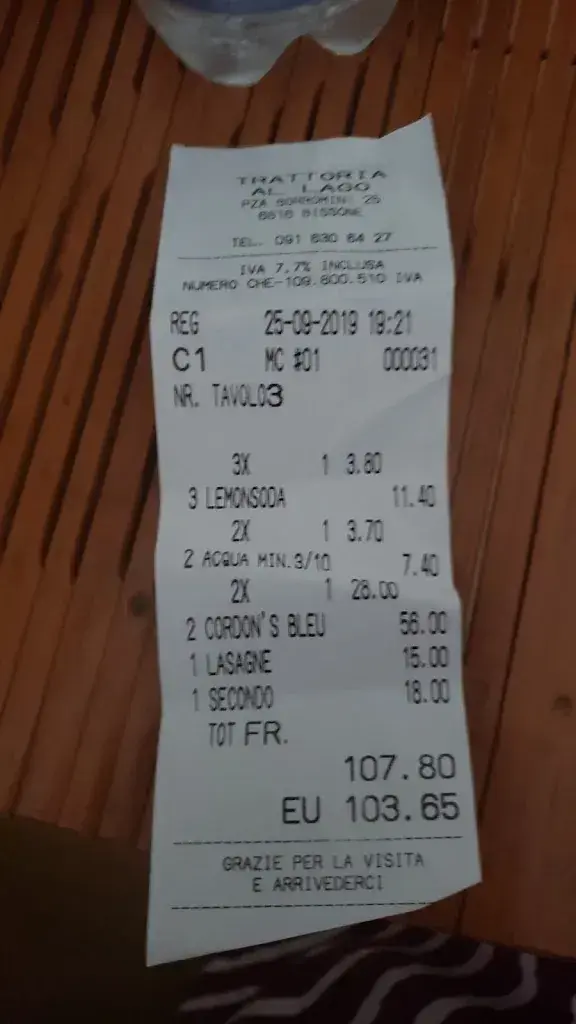 TRATTORIA
AL LAGO
PZA BORROMINI 25
6816 BISSONE
TEL. 091 630 64 27
IVA 7.7% INCLUSA
NUMERO CHE-109.800.510 IVA
REG 25-09-2019 19:21
C1 MC #01 000031
NR. TAVOLO3
3X 1 3.80
3 LEMONSODA 11.40
2X 1 3.70
2 ACQUA MIN.3/10 7.40
2X 1 28.00
2 CORDON'S BLEU 56.00
1 LASAGNE 15.00
1 SECONDO 18.00
TOT FR.
107.80
EU 103.65
GRAZIE PER LA VISITA
E ARRIVEDERCI